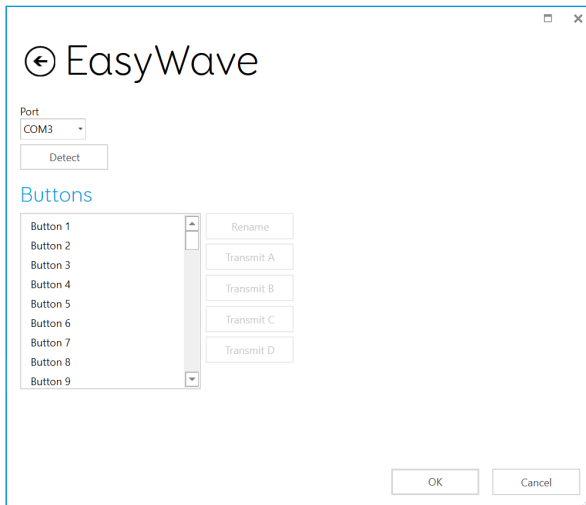 EasyWave
Port
COM3
Detect
Buttons
Button 1
Button 2
Button 3
Button 4
Button 5
Button 6
Button 7
Button 8
Button 9
Rename
Transmit A
Transmit B
Transmit C
Transmit D
OK
Cancel